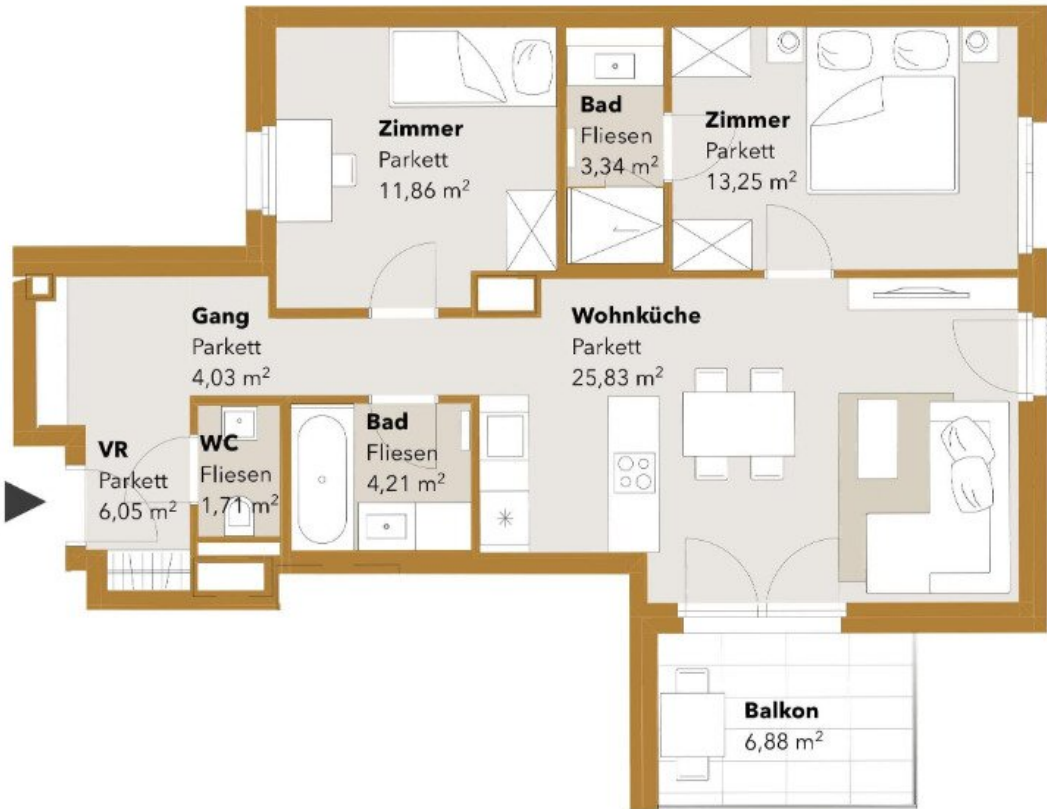 Zimmer
Parkett
11,86 m²
Bad
Fliesen
3,34 m²
Zimmer
Parkett
13,25 m²
Gang
Parkett
4,03 m²
Wohnküche
Parkett
25,83 m²
VR
Parkett
6,05 m²
WC
Fliesen
1,71 m²
Bad
Fliesen
4,21 m²
Balkon
6,88 m²